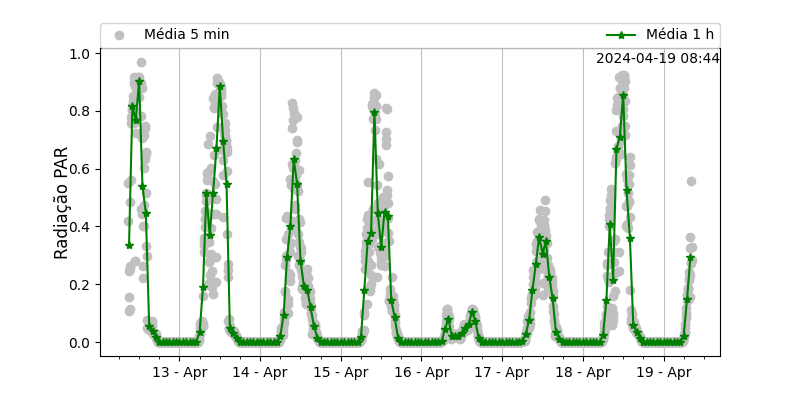 Média 5 min
Média 1 h
2024-04-19 08:44
1.0
0.8
0.6
0.4
0.2
0.0
Radiação PAR
13 - Apr
14 - Apr
15 - Apr
16 - Apr
17 - Apr
18 - Apr
19 - Apr